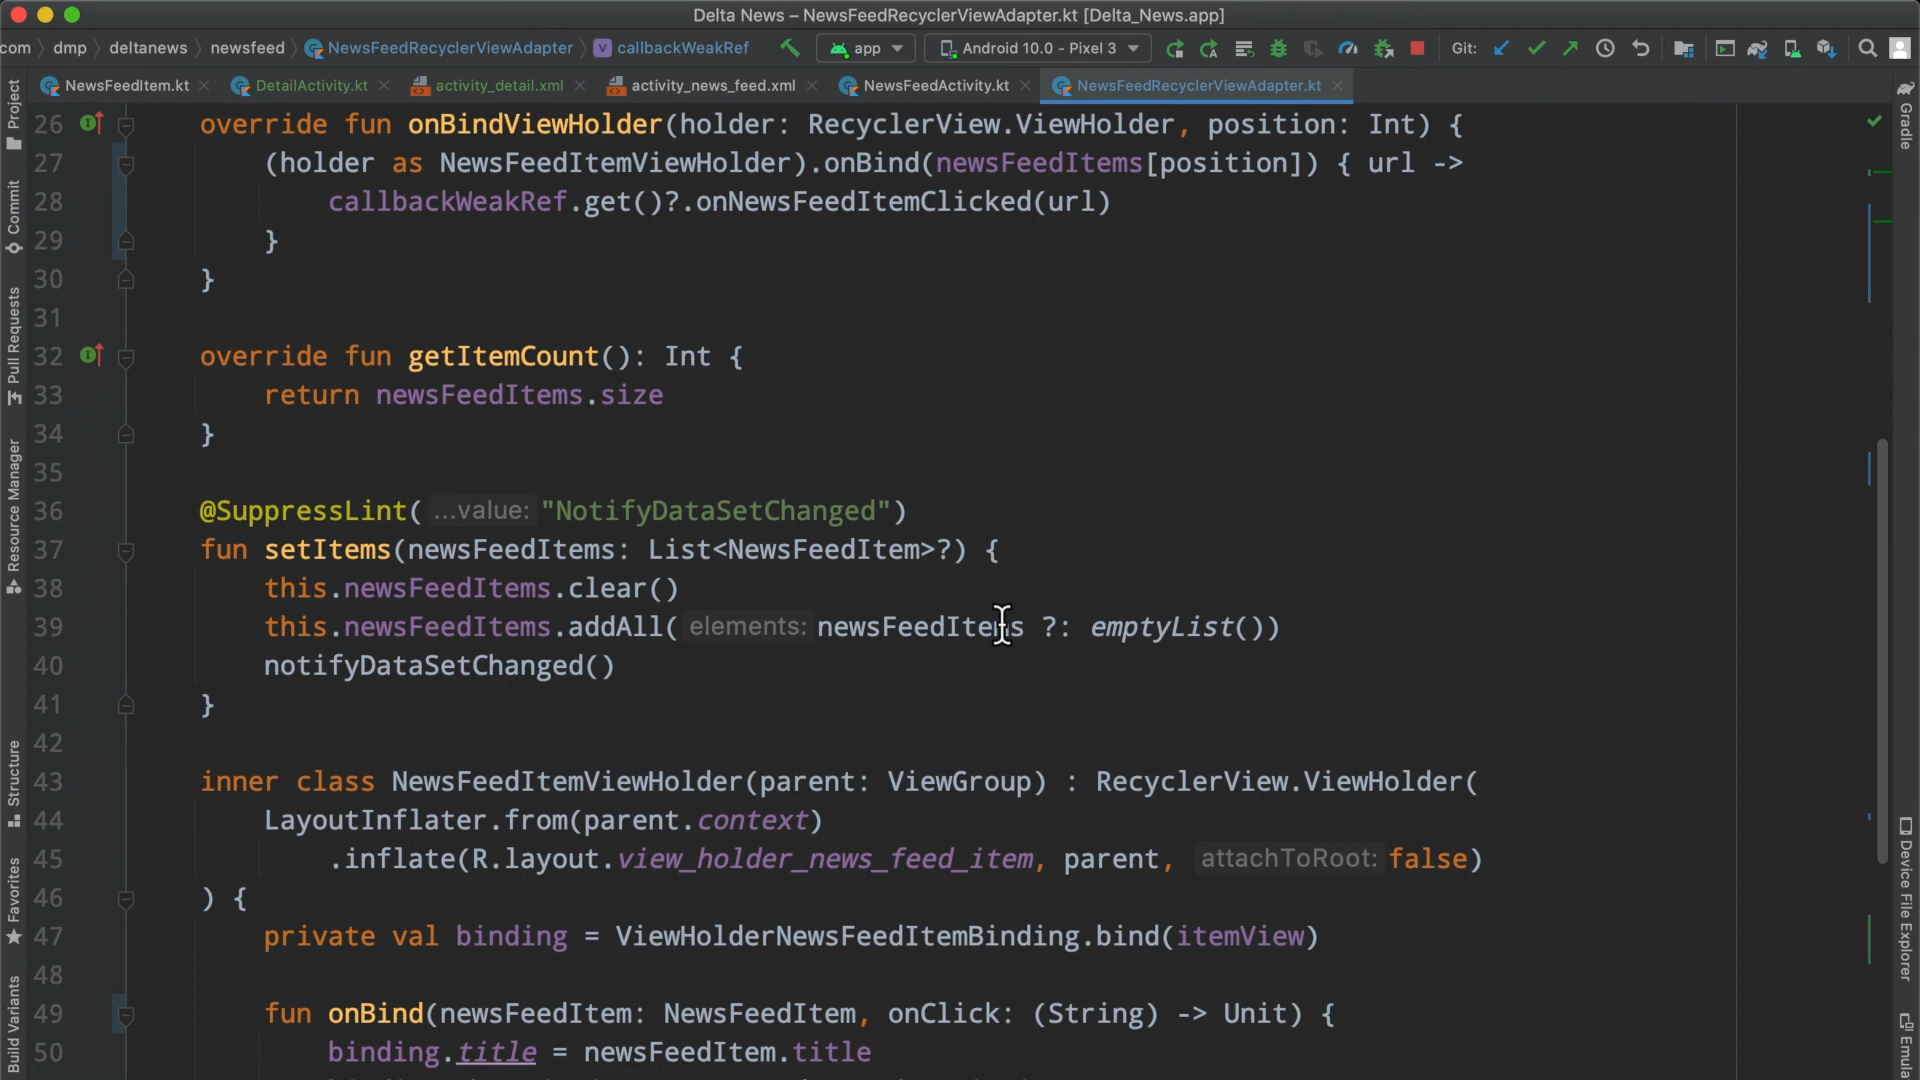 Delta News – NewsFeedRecyclerViewAdapter.kt [Delta_News.app]
com dmp deltanews newsfeed NewsFeedRecyclerViewAdapter V callbackWeakRef app Android 10.0 - Pixel 3 Git:
NewsFeedItem.kt DetailActivity.kt activity_detail.xml activity_news_feed.xml NewsFeedActivity.kt NewsFeedRecyclerViewAdapter.kt
Project
Commit
Pull Requests
Resource Manager
Structure
Favorites
Build Variants
26 override fun onBindViewHolder(holder: RecyclerView.ViewHolder, position: Int) {
27 (holder as NewsFeedItemViewHolder).onBind(newsFeedItems[position]) { url ->
28 callbackWeakRef.get()?.onNewsFeedItemClicked(url)
29 }
30 }
31
32 override fun getItemCount(): Int {
33 return newsFeedItems.size
34 }
35
36 @SuppressLint( ...value: "NotifyDataSetChanged")
37 fun setItems(newsFeedItems: List<NewsFeedItem>?) {
38 this.newsFeedItems.clear()
39 this.newsFeedItems.addAll( elements: newsFeedItems ?: emptyList())
40 notifyDataSetChanged()
41 }
42
43 inner class NewsFeedItemViewHolder(parent: ViewGroup) : RecyclerView.ViewHolder(
44 LayoutInflater.from(parent.context)
45 .inflate(R.layout.view_holder_news_feed_item, parent, attachToRoot: false)
46 ) {
47 private val binding = ViewHolderNewsFeedItemBinding.bind(itemView)
48
49 fun onBind(newsFeedItem: NewsFeedItem, onClick: (String) -> Unit) {
50 binding.title = newsFeedItem.title
Gradle
Device File Explorer
Emula